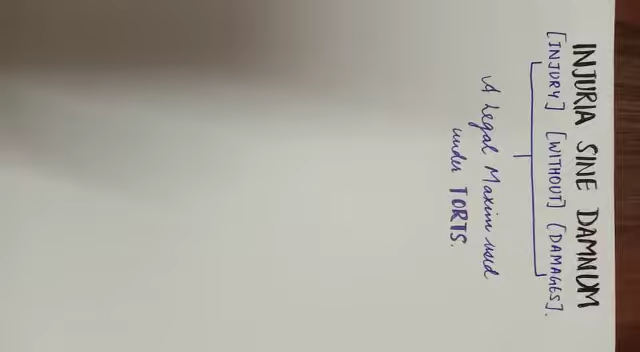 INJURIA SINE DAMNUM
[INJURY] [WITHOUT] [DAMAGES].
A Legal Maxim used
under TORTS.